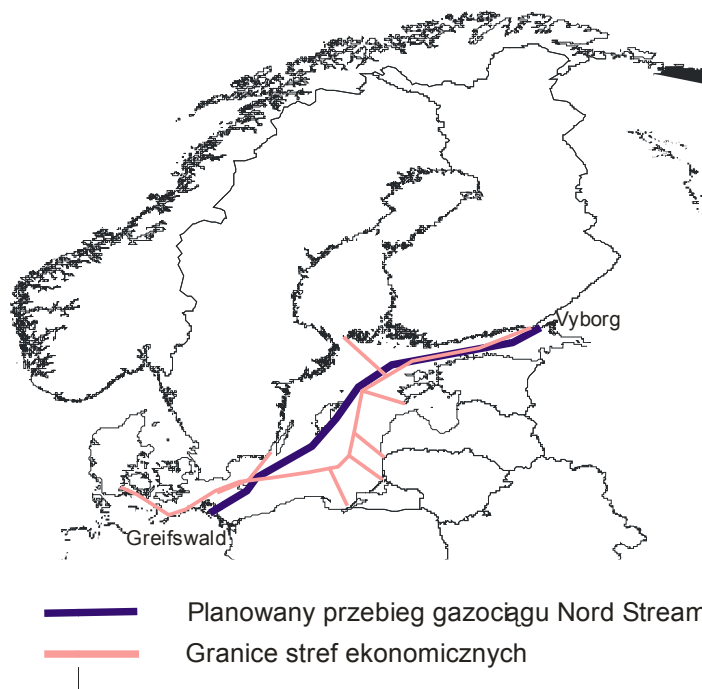 Vyborg
Greifswald
Planowany przebieg gazociągu Nord Stream
Granice stref ekonomicznych